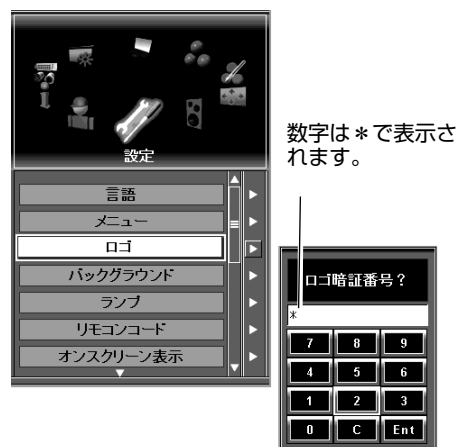 設定
言語
メニュー
ロゴ
バックグラウンド
ランプ
リモコンコード
オンスクリーン表示
数字は＊で表示さ
れます。
ロゴ暗証番号？
*
7 8 9
4 5 6
1 2 3
0 C Ent